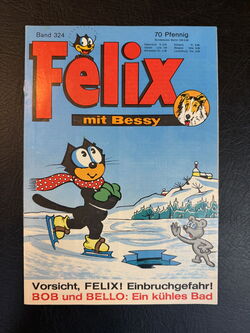 Band 324
70 Pfennig
Felix
mit Bessy
Vorsicht, FELIX! Einbruchgefahr!
BOB und BELLO: Ein kühles Bad